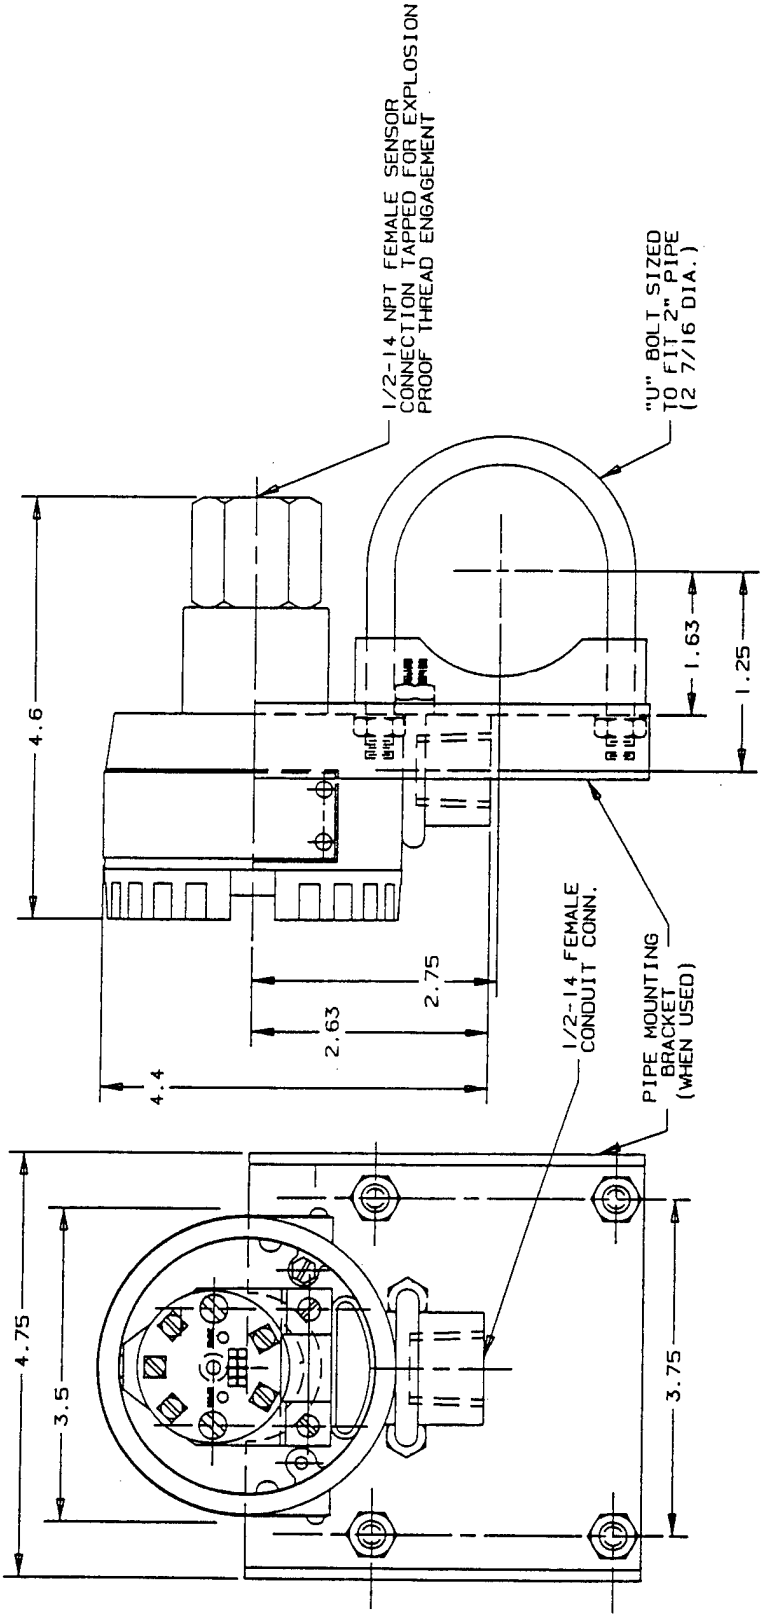 1/2-14 NPT FEMALE SENSOR
CONNECTION TAPPED FOR EXPLOSION
PROOF THREAD ENGAGEMENT
"U" BOLT SIZED
TO FIT 2" PIPE
(2 7/16 DIA.)
4.6
1.63
1.25
2.75
2.63
4.4
1/2-14 FEMALE
CONDUIT CONN.
PIPE MOUNTING
BRACKET
(WHEN USED)
4.75
3.5
3.75